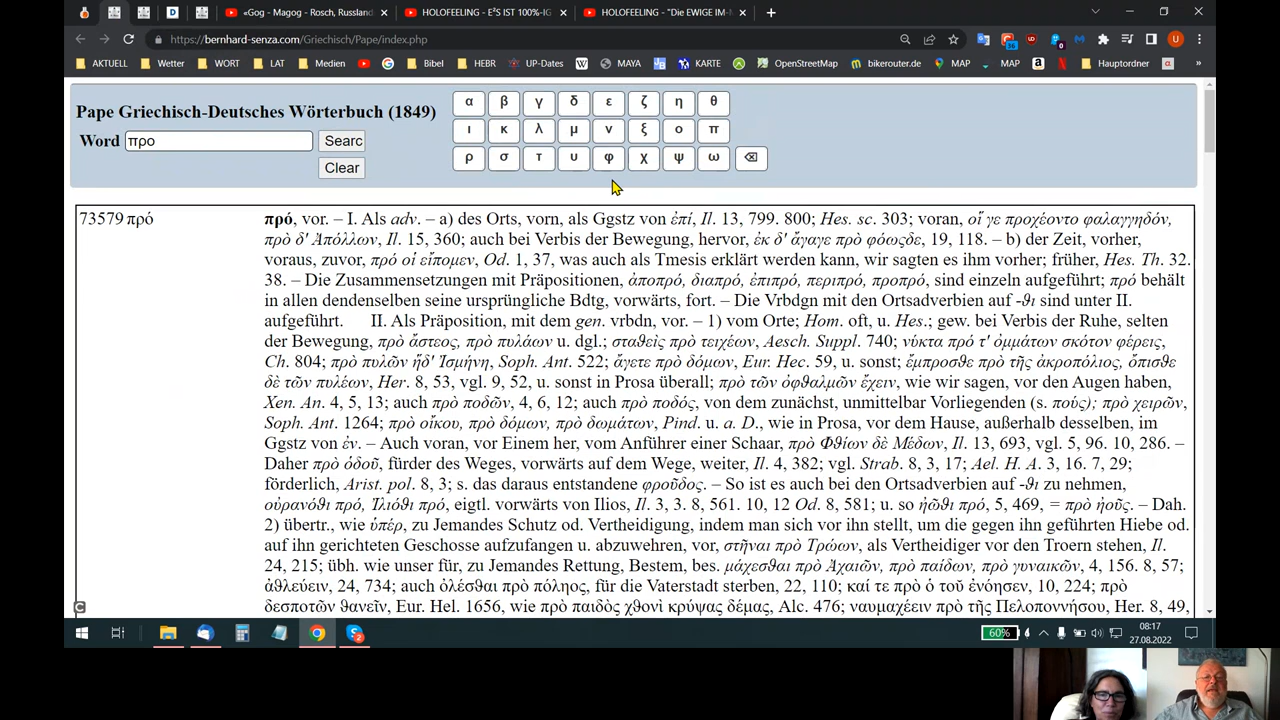 «Gog - Magog - Rosch, Russland
HOLOFEELING - E³S IST 100%-IG
HOLOFEELING - "Die EWIGE IM-
https://bernhard-senza.com/Griechisch/Pape/index.php
36
0
U
AKTUELL
Wetter
WORT
LAT
Medien
Bibel
HEBR
UP-Dates
MAYA
KARTE
OpenStreetMap
bikerouter.de
MAP
MAP
Hauptordner
Pape Griechisch-Deutsches Wörterbuch (1849)
Word προ Searc
Clear
α β γ δ ε ζ η θ
ι κ λ μ ν ξ ο π
ρ σ τ υ φ χ ψ ω ⌫
73579 πρό
πρό, vor. – I. Als adv. – a) des Orts, vorn, als Ggstz von ἐπί, Il. 13, 799. 800; Hes. sc. 303; voran, οἵ γε προχέοντο φαλαγγηδόν,
πρὸ δ' Ἀπόλλων, Il. 15, 360; auch bei Verbis der Bewegung, hervor, ἐκ δ' ἄγαγε πρὸ φόωςδε, 19, 118. – b) der Zeit, vorher,
voraus, zuvor, πρό οἱ εἴπομεν, Od. 1, 37, was auch als Tmesis erklärt werden kann, wir sagten es ihm vorher; früher, Hes. Th. 32.
38. – Die Zusammensetzungen mit Präpositionen, ἀποπρό, διαπρό, ἐπιπρό, περιπρό, προπρό, sind einzeln aufgeführt; πρό behält
in allen dendenselben seine ursprüngliche Bdtg, vorwärts, fort. – Die Vrbdgn mit den Ortsadverbien auf -θι sind unter II.
aufgeführt. II. Als Präposition, mit dem gen. vrbdn, vor. – 1) vom Orte; Hom. oft, u. Hes.; gew. bei Verbis der Ruhe, selten
der Bewegung, πρὸ ἄστεος, πρὸ πυλάων u. dgl.; σταθεὶς πρὸ τειχέων, Aesch. Suppl. 740; νύκτα πρό τ' ὀμμάτων σκότον φέρεις,
Ch. 804; πρὸ πυλῶν ἥδ' Ἰσμήνη, Soph. Ant. 522; ἄγετε πρὸ δόμων, Eur. Hec. 59, u. sonst; ἔμπροσθε πρὸ τῆς ἀκροπόλιος, ὄπισθε
δὲ τῶν πυλέων, Her. 8, 53, vgl. 9, 52, u. sonst in Prosa überall; πρὸ τῶν ὀφθαλμῶν ἔχειν, wie wir sagen, vor den Augen haben,
Xen. An. 4, 5, 13; auch πρὸ ποδῶν, 4, 6, 12; auch πρὸ ποδός, von dem zunächst, unmittelbar Vorliegenden (s. πούς); πρὸ χειρῶν,
Soph. Ant. 1264; πρὸ οἴκου, πρὸ δόμων, πρὸ δωμάτων, Pind. u. a. D., wie in Prosa, vor dem Hause, außerhalb desselben, im
Ggstz von ἐν. – Auch voran, vor Einem her, vom Anführer einer Schaar, πρὸ Φθίων δὲ Μέδων, Il. 13, 693, vgl. 5, 96. 10, 286. –
Daher πρὸ ὁδοῦ, fürder des Weges, vorwärts auf dem Wege, weiter, Il. 4, 382; vgl. Strab. 8, 3, 17; Ael. H. A. 3, 16. 7, 29;
förderlich, Arist. pol. 8, 3; s. das daraus entstandene φροῦδος. – So ist es auch bei den Ortsadverbien auf -θι zu nehmen,
οὐρανόθι πρό, Ἰλιόθι πρό, eigtl. vorwärts von Ilios, Il. 3, 3. 8, 561. 10, 12 Od. 8, 581; u. so ἠῶθι πρό, 5, 469, = πρὸ ἠοῦς. – Dah.
2) übertr., wie ὑπέρ, zu Jemandes Schutz od. Vertheidigung, indem man sich vor ihn stellt, um die gegen ihn geführten Hiebe od.
auf ihn gerichteten Geschosse aufzufangen u. abzuwehren, vor, στῆναι πρὸ Τρώων, als Vertheidiger vor den Troern stehen, Il.
24, 215; übh. wie unser für, zu Jemandes Rettung, Bestem, bes. μάχεσθαι πρὸ Ἀχαιῶν, πρὸ παίδων, πρὸ γυναικῶν, 4, 156. 8, 57;
ἀθλεύειν, 24, 734; auch ὀλέσθαι πρὸ πόληος, für die Vaterstadt sterben, 22, 110; καί τε πρὸ ὁ τοῦ ἐνόησεν, 10, 224; πρὸ
δεσποτῶν θανεῖν, Eur. Hel. 1656, wie πρὸ παιδὸς χθονὶ κρύψας δέμας, Alc. 476; ναυμαχέειν πρὸ τῆς Πελοποννήσου, Her. 8, 49,
60%
08:17
27.08.2022